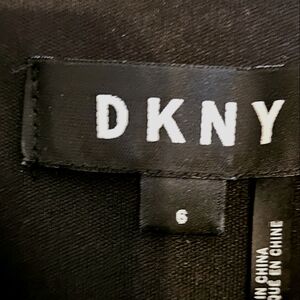 DKNY
6
IN CHINA
QUE EN CHINE